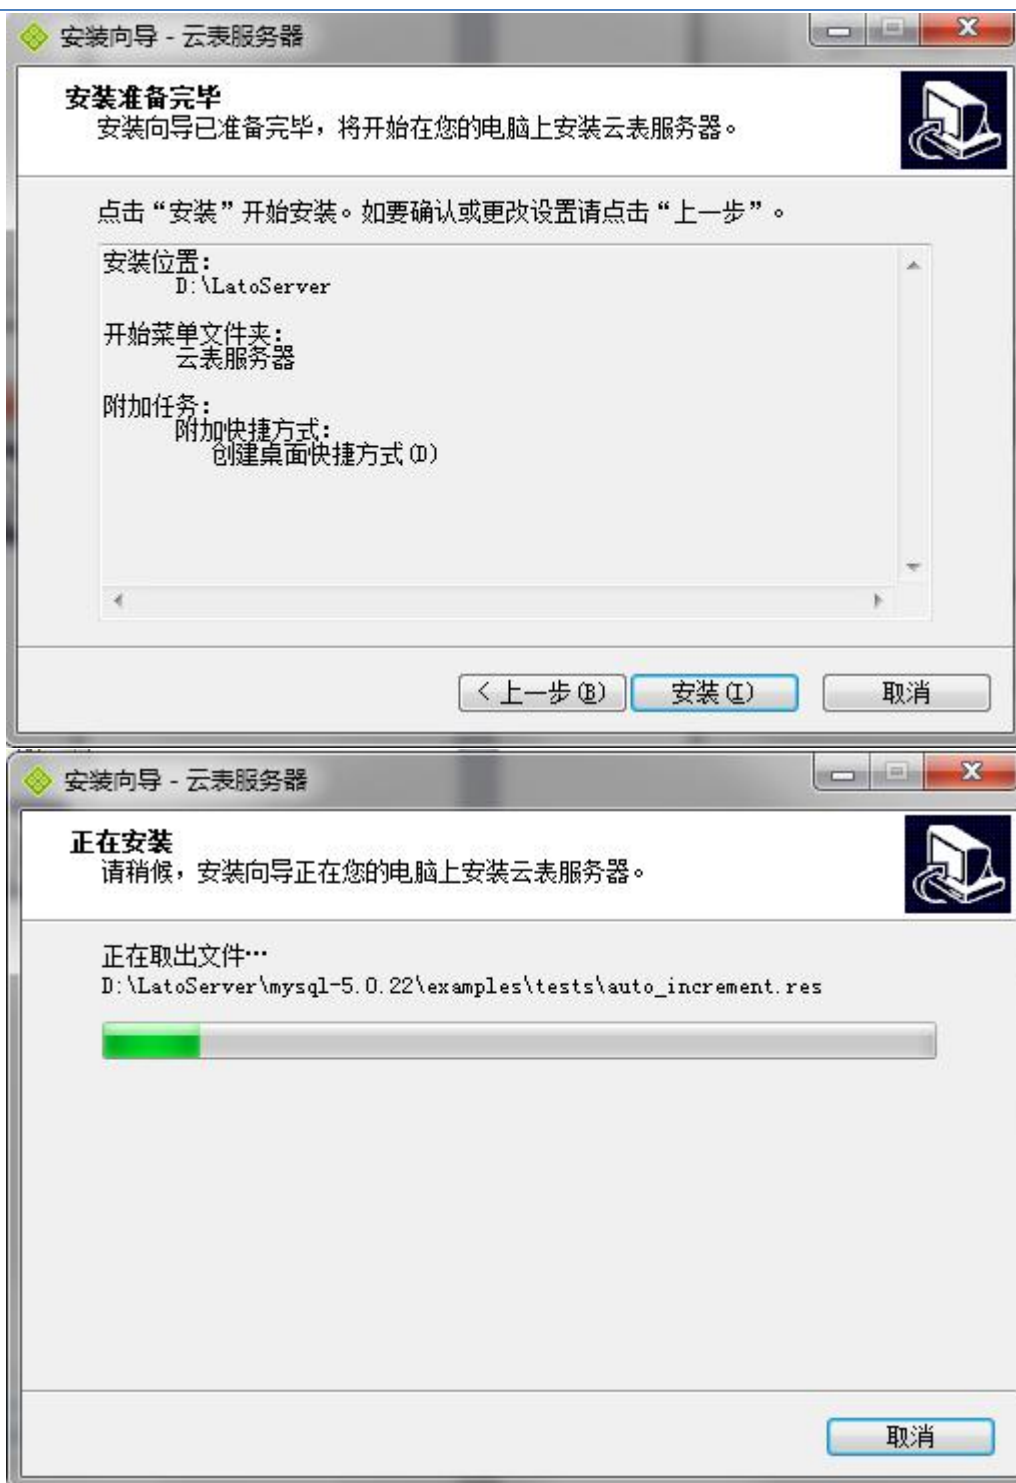 安装向导 - 云表服务器
安装准备完毕
安装向导已准备完毕，将开始在您的电脑上安装云表服务器。
点击“安装”开始安装。如要确认或更改设置请点击“上一步”。
安装位置：
D:\LatoServer
开始菜单文件夹：
云表服务器
附加任务：
附加快捷方式：
创建桌面快捷方式(D)
< 上一步(B)
安装(I)
取消
安装向导 - 云表服务器
正在安装
请稍候，安装向导正在您的电脑上安装云表服务器。
正在取出文件…
D:\LatoServer\mysql-5.0.22\examples\tests\auto_increment.res
取消